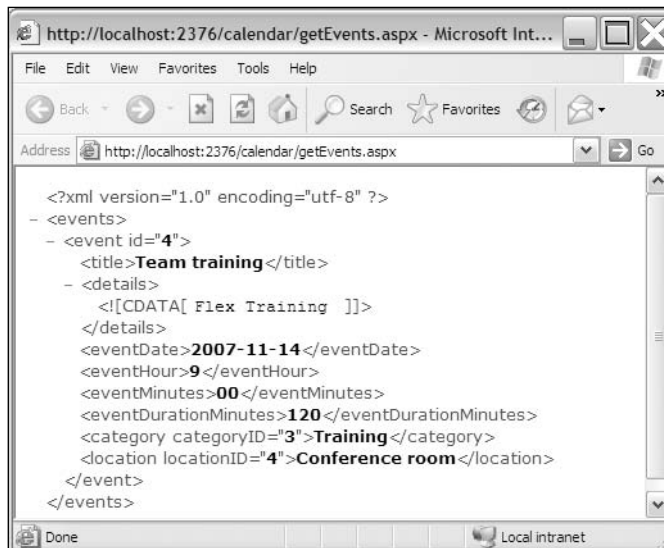 http://localhost:2376/calendar/getEvents.aspx - Microsoft Int...
File Edit View Favorites Tools Help
Back Search Favorites »
Address http://localhost:2376/calendar/getEvents.aspx Go
<?xml version="1.0" encoding="utf-8" ?>
– <events>
– <event id="4">
<title>Team training</title>
– <details>
<![CDATA[ Flex Training ]]>
</details>
<eventDate>2007-11-14</eventDate>
<eventHour>9</eventHour>
<eventMinutes>00</eventMinutes>
<eventDurationMinutes>120</eventDurationMinutes>
<category categoryID="3">Training</category>
<location locationID="4">Conference room</location>
</event>
</events>
Done Local intranet